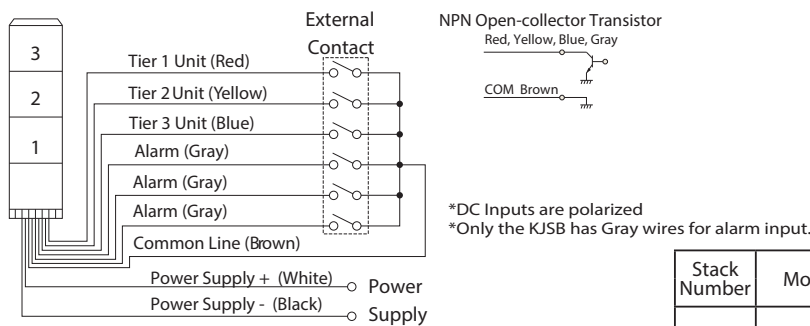 External
Contact
NPN Open-collector Transistor
Red, Yellow, Blue, Gray
COM Brown
3
2
1
Tier 1 Unit (Red)
Tier 2 Unit (Yellow)
Tier 3 Unit (Blue)
Alarm (Gray)
Alarm (Gray)
Alarm (Gray)
Common Line (Brown)
Power Supply + (White)
Power Supply - (Black)
Power
Supply
*DC Inputs are polarized
*Only the KJSB has Gray wires for alarm input.
Stack
Number